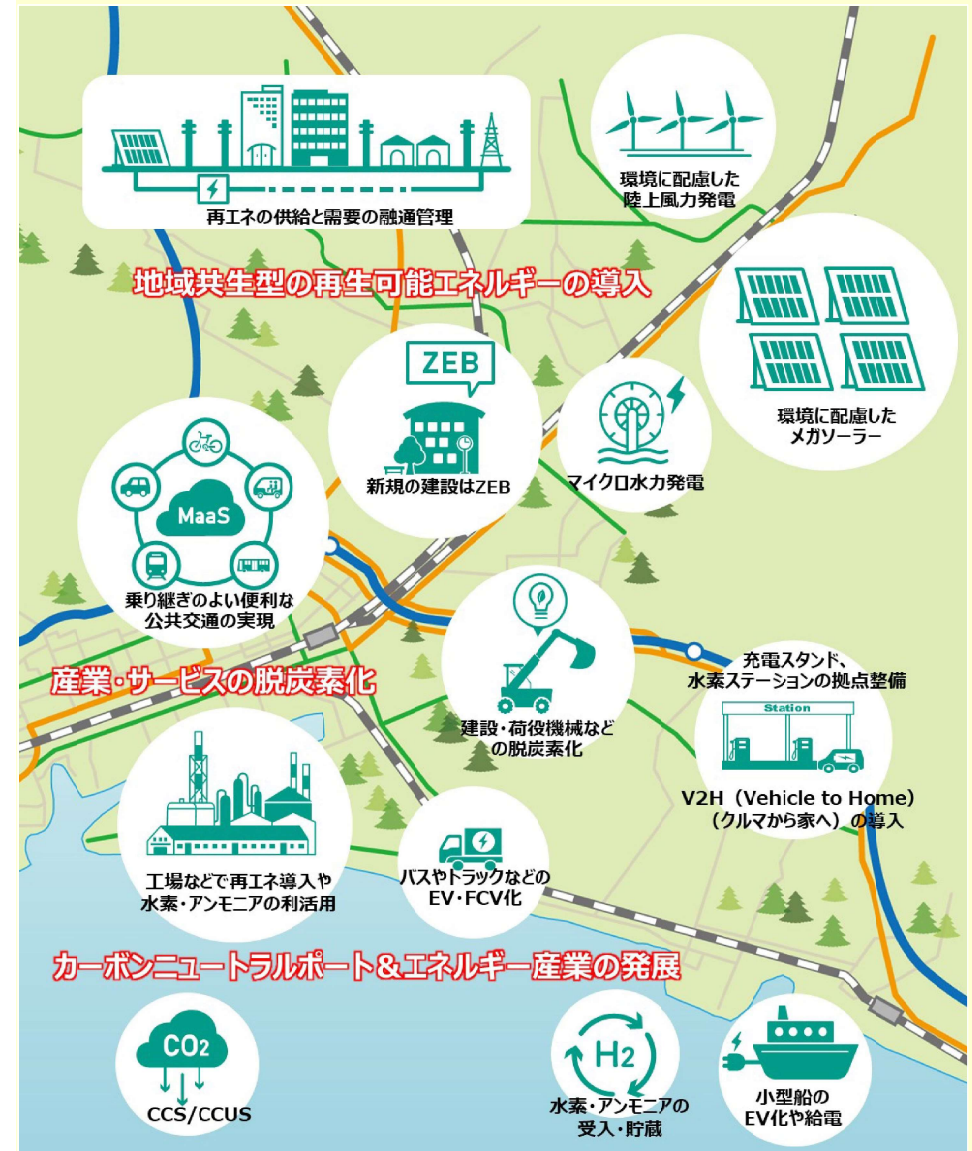 再エネの供給と需要の融通管理
環境に配慮した
陸上風力発電
地域共生型の再生可能エネルギーの導入
環境に配慮した
メガソーラー
ZEB
新規の建設はZEB
マイクロ水力発電
MaaS
乗り継ぎのよい便利な
公共交通の実現
産業・サービスの脱炭素化
建設・荷役機械など
の脱炭素化
充電スタンド、
水素ステーションの拠点整備
Station
V2H（Vehicle to Home）
（クルマから家へ）の導入
工場などで再エネ導入や
水素・アンモニアの利活用
バスやトラックなどの
EV・FCV化
カーボンニュートラルポート＆エネルギー産業の発展
CO2
CCS/CCUS
H2
水素・アンモニアの
受入・貯蔵
小型船の
EV化や給電